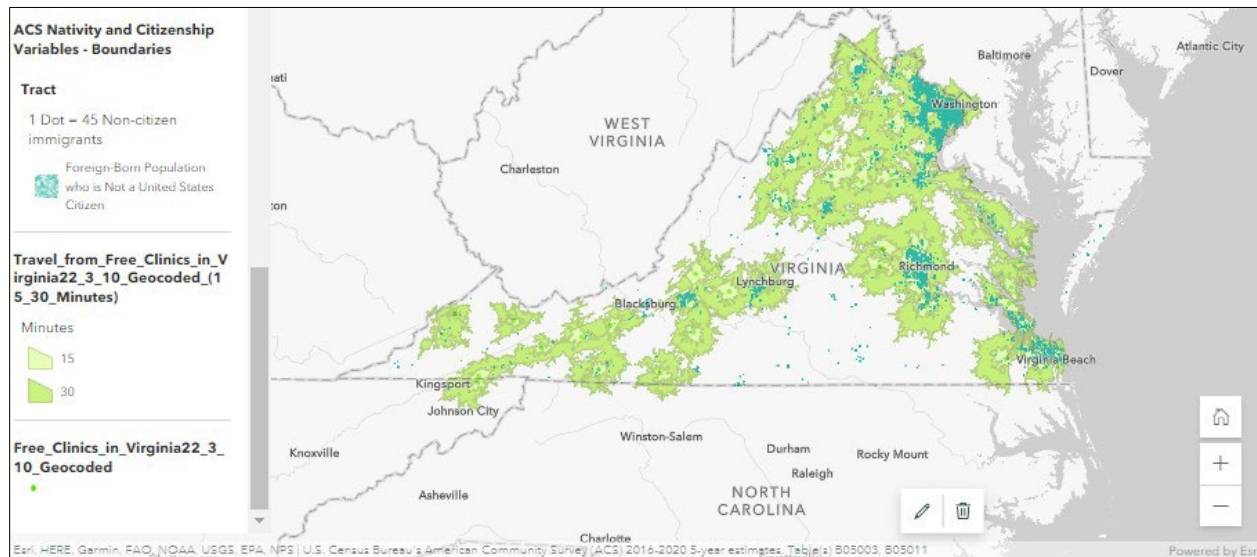 ACS Nativity and Citizenship
Variables - Boundaries
Tract
1 Dot = 45 Non-citizen
immigrants
Foreign-Born Population
who is Not a United States
Citizen
Travel_from_Free_Clinics_in_V
irginia22_3_10_Geocoded_(1
5_30_Minutes)
Minutes
15
30
Free_Clinics_in_Virginia22_3_
10_Geocoded
Baltimore
Atlantic City
Dover
nati
Washington
WEST
VIRGINIA
Charleston
ton
VIRGINIA
Richmond
Lynchburg
Blacksburg
Virginia Beach
Kingsport
Johnson City
Winston-Salem
Durham
Rocky Mount
Knoxville
Raleigh
Asheville
NORTH
CAROLINA
Charlotte
Esri, HERE, Garmin, FAO, NOAA, USGS, EPA, NPS | U.S. Census Bureau's American Community Survey (ACS) 2016-2020 5-year estimates, Table(s) B05003, B05011
Powered by Es